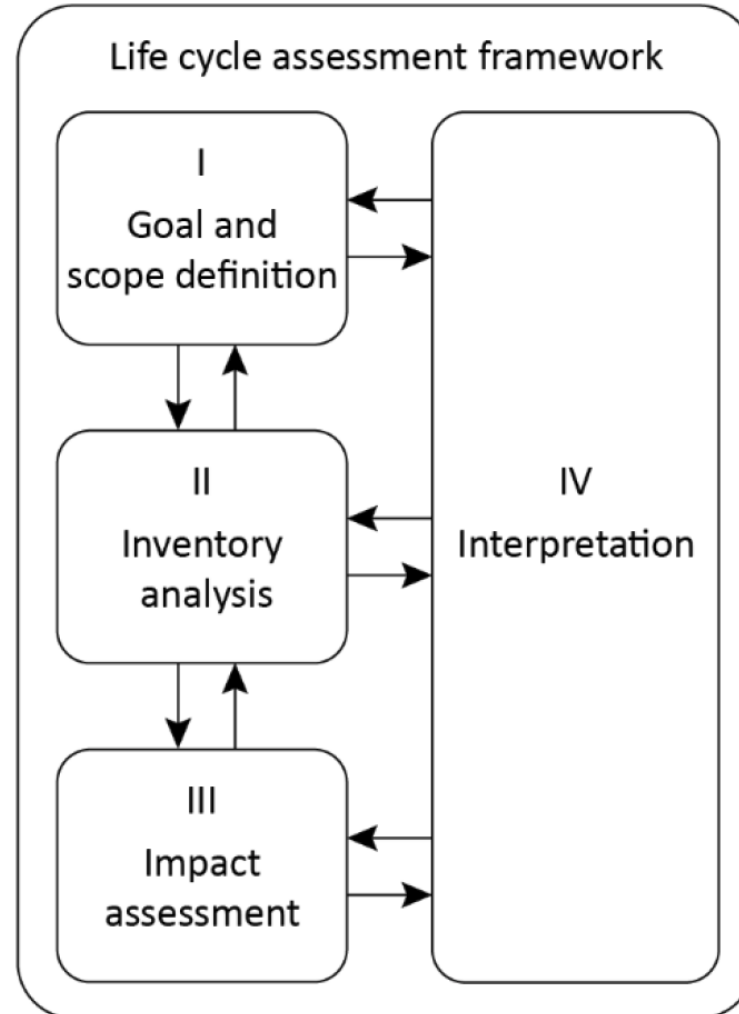 Life cycle assessment framework
I
Goal and
scope definition
II
Inventory
analysis
III
Impact
assessment
IV
Interpretation